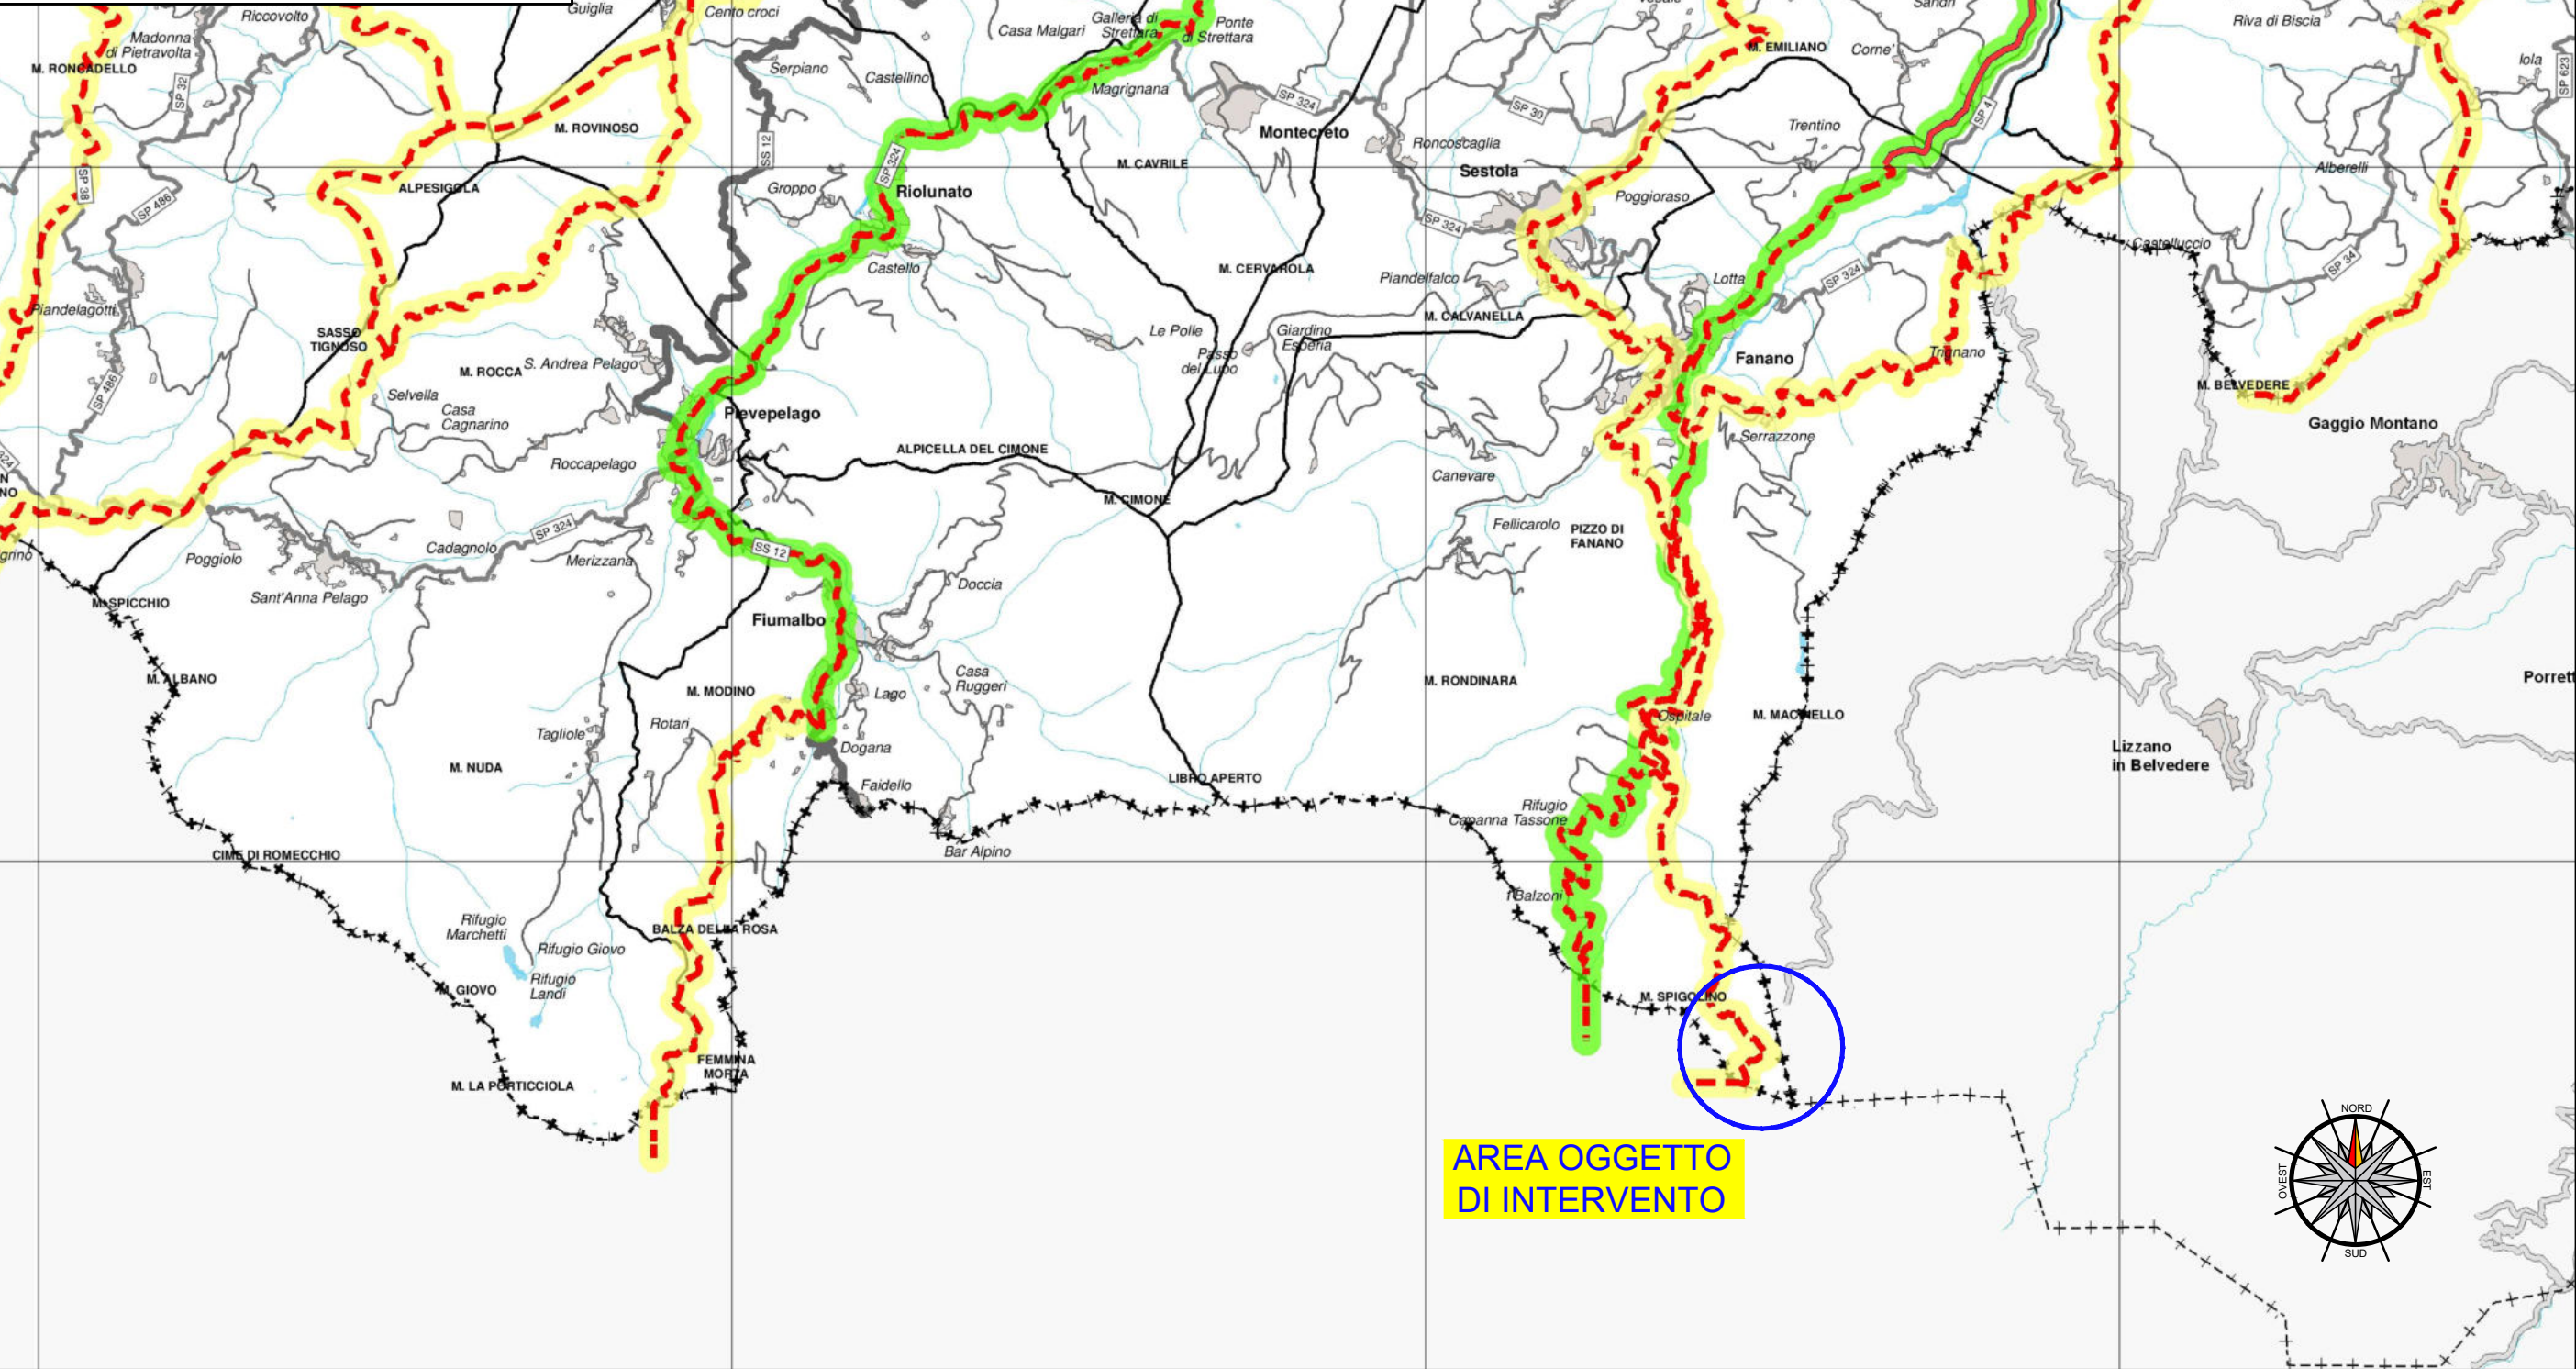 Riccovolto
Guiglia
Cento croci
Casa Malgari
Galleria di
Strettara
Ponte
di Strettara
Sandri
Riva di Biscia
Madonna
di Pietravolta
M. RONCADELLO
SP 32
Serpiano
Castellino
Magrignana
SP 324
M. EMILIANO
Corne'
Iola
SP 623
M. ROVINOSO
SS 12
Montecreto
SP 30
SP 4
Trentino
Roncoscaglia
M. CAVRILE
SP 324
Sestola
Alberelli
SP 38
ALPESIGOLA
Groppo
Riolunato
Poggioraso
SP 486
SP 324
Castelluccio
Castello
M. CERVAROLA
Piandelfalco
Lotta
SP 324
SP 34
Piandelagotti
SASSO
TIGNOSO
Le Polle
Giardino
Esperia
M. CALVANELLA
Passo
del Lupo
Fanano
Trignano
M. ROCCA
S. Andrea Pelago
SP 486
Selvella
Casa
Cagnarino
M. BELVEDERE
Pievepelago
Gaggio Montano
Serrazzone
Roccapelago
ALPICELLA DEL CIMONE
Canevare
M. CIMONE
SP 324
SS 12
Fellicarolo
PIZZO DI
FANANO
Poggiolo
Cadagnolo
Merizzana
Sant'Anna Pelago
Doccia
M. SPICCHIO
Fiumalbo
M. ALBANO
M. MODINO
Casa
Ruggeri
Lago
M. RONDINARA
Porrett
Rotari
Tagliole
Ospitale
M. MACINELLO
Dogana
Lizzano
in Belvedere
M. NUDA
Faidello
LIBRO APERTO
Rifugio
Capanna Tassone
CIME DI ROMECCHIO
Bar Alpino
I Balzoni
Rifugio
Marchetti
BALZA DELLA ROSA
Rifugio Giovo
Rifugio
Landi
M. GIOVO
M. SPIGOLINO
FEMMINA
MORTA
M. LA PORTICCIOLA
AREA OGGETTO
DI INTERVENTO
NORD
OVEST
EST
SUD